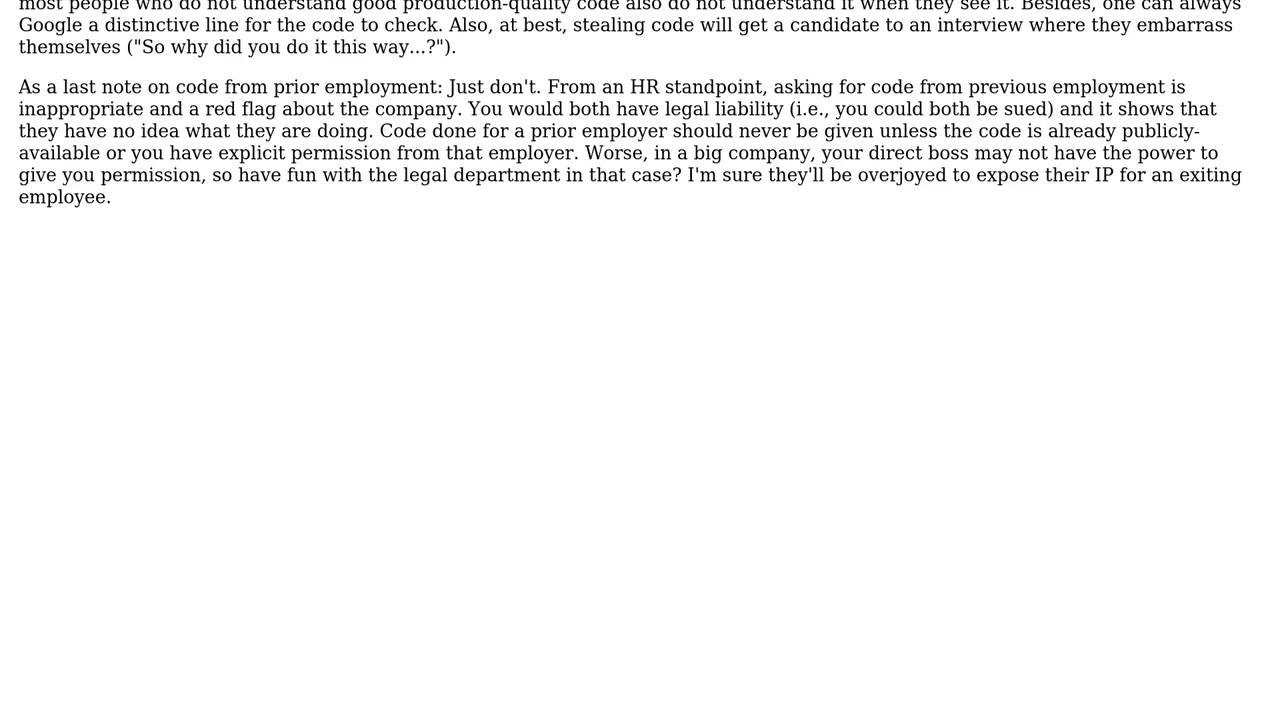 most people who do not understand good production-quality code also do not understand it when they see it. Besides, one can always
Google a distinctive line for the code to check. Also, at best, stealing code will get a candidate to an interview where they embarrass
themselves ("So why did you do it this way...?").
As a last note on code from prior employment: Just don't. From an HR standpoint, asking for code from previous employment is
inappropriate and a red flag about the company. You would both have legal liability (i.e., you could both be sued) and it shows that
they have no idea what they are doing. Code done for a prior employer should never be given unless the code is already publicly-
available or you have explicit permission from that employer. Worse, in a big company, your direct boss may not have the power to
give you permission, so have fun with the legal department in that case? I'm sure they'll be overjoyed to expose their IP for an exiting
employee.